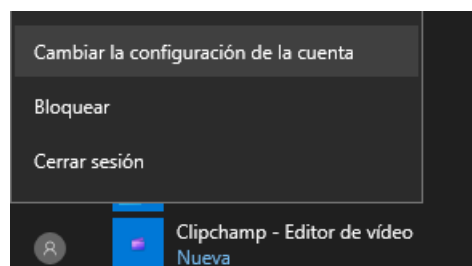 Cambiar la configuración de la cuenta
Bloquear
Cerrar sesión
Clipchamp - Editor de vídeo
Nueva